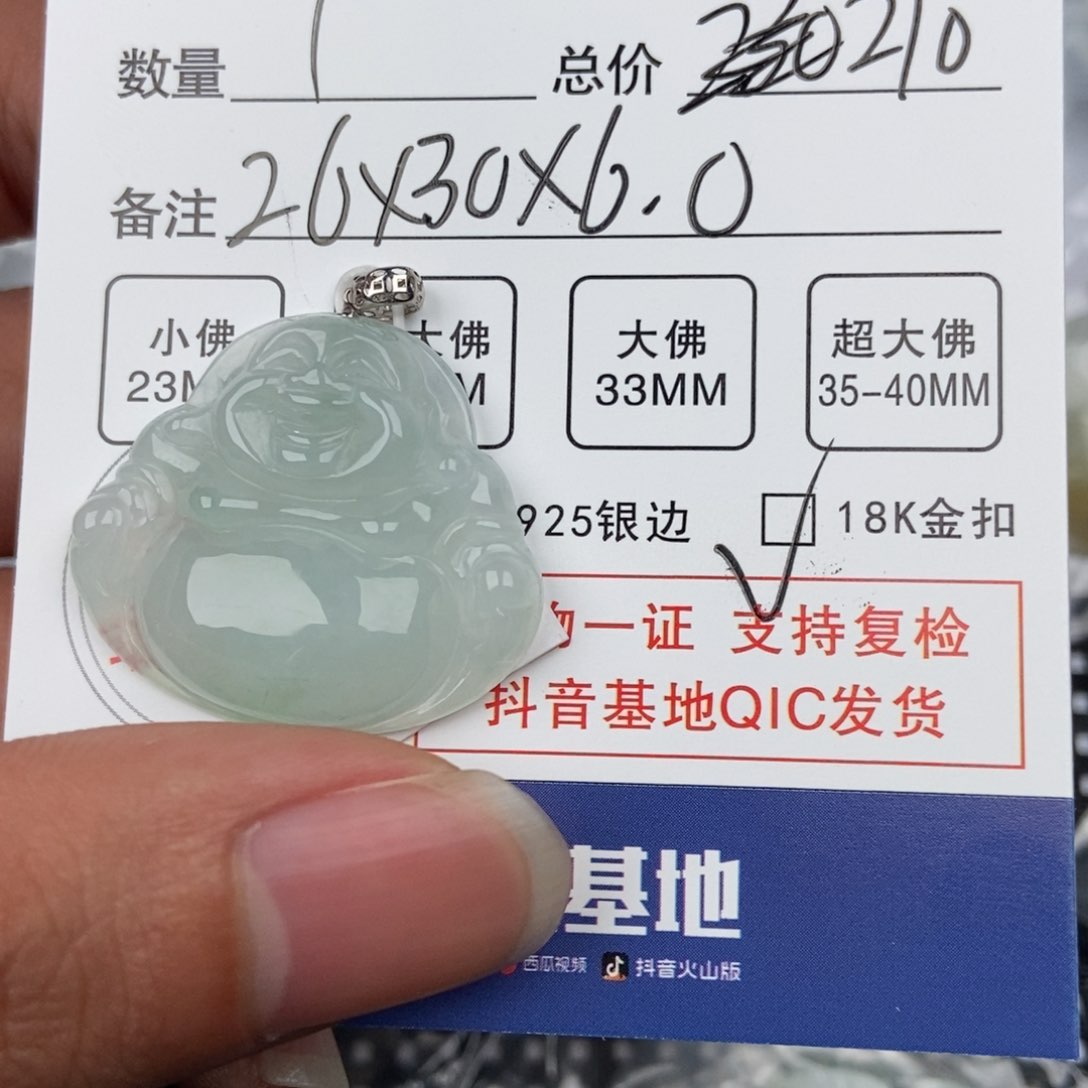 数量 1 总价 210
备注 26X30X6.0
小佛 大佛 大佛 超大佛
23M M 33MM 35-40MM
925银边 18K金扣
物一证 支持复检
抖音基地QIC发货
基地
西瓜视频 抖音火山版